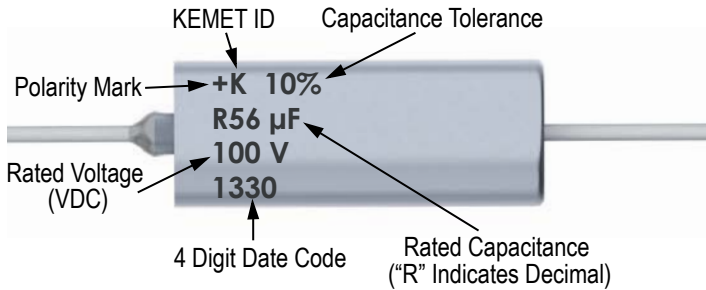 KEMET ID
Capacitance Tolerance
Polarity Mark
+K 10%
R56 µF
100 V
1330
Rated Voltage
(VDC)
4 Digit Date Code
Rated Capacitance
(“R” Indicates Decimal)